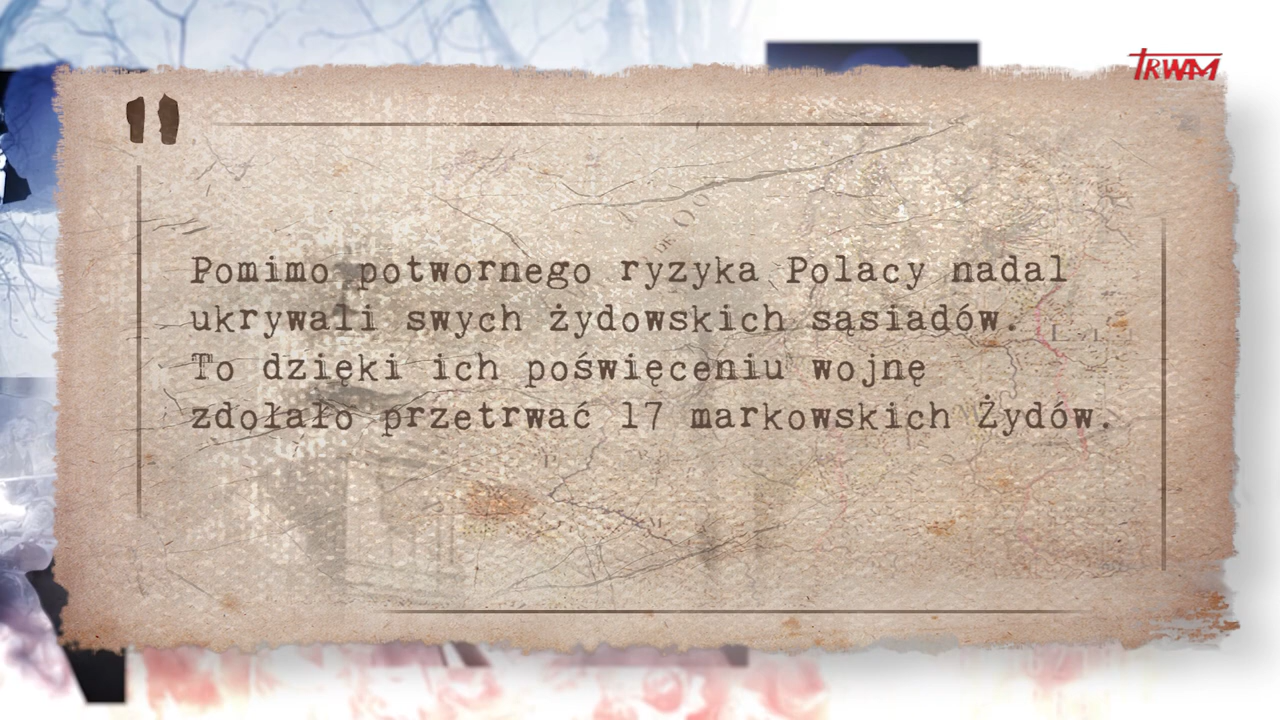 TRWAM
"
Pomimo potwornego ryzyka Polacy nadal
ukrywali swych żydowskich sąsiadów.
To dzięki ich poświęceniu wojnę
zdołało przetrwać 17 markowskich Żydów.